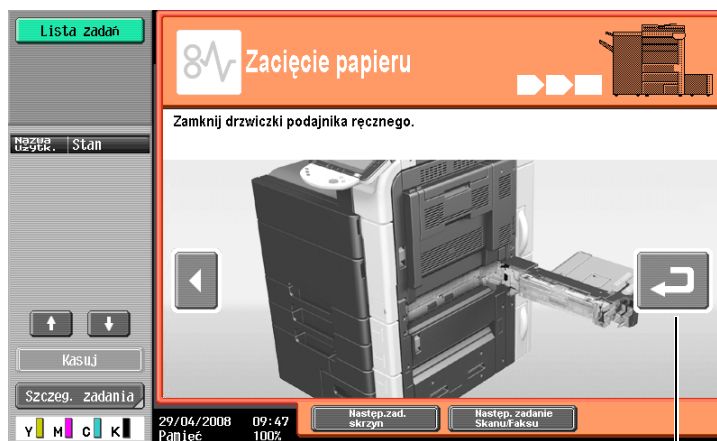 Lista zadań
Zacięcie papieru
Zamknij drzwiczki podajnika ręcznego.
Nazwa użytk.
Stan
Kasuj
Szczeg. zadania
Y M C K
29/04/2008 09:47
Pamięć 100%
Następ.zad.
skrzyn
Następ. zadanie
Skanu/Faksu